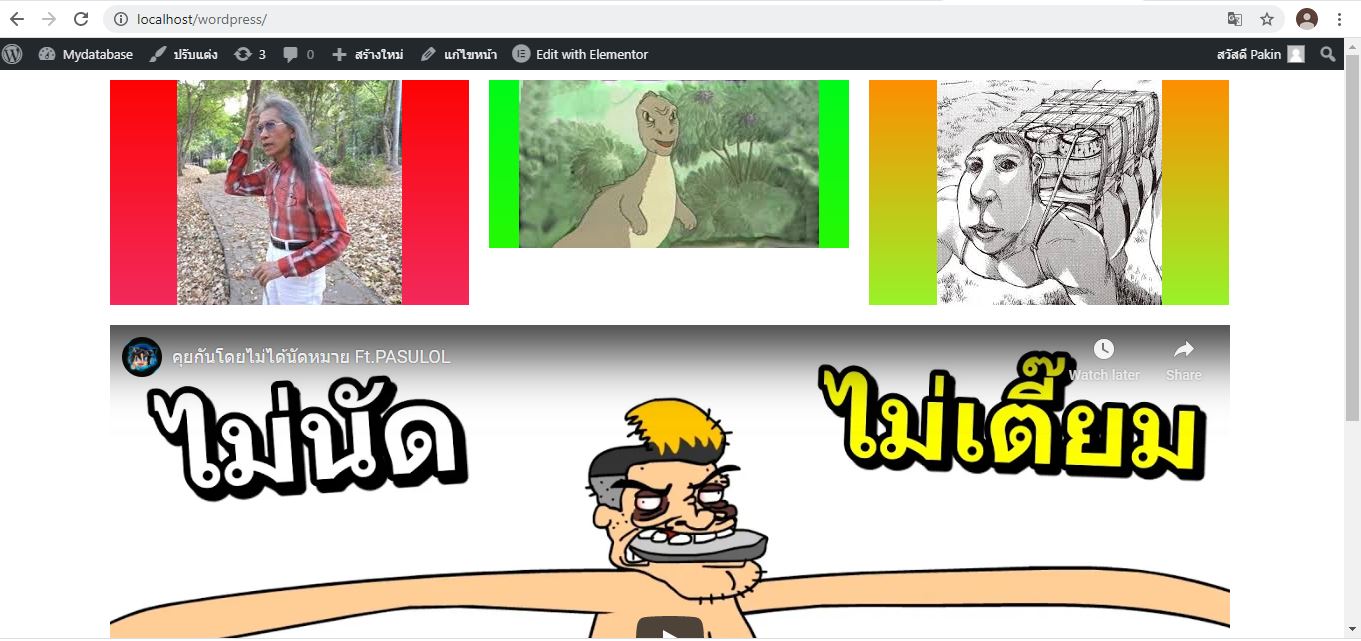 localhost/wordpress/
Mydatabase ปรับแต่ง 3 0 สร้างใหม่ แก้ไขหน้า Edit with Elementor สวัสดี Pakin
คุยกันโดยไม่ได้นัดหมาย Ft.PASULOL
Watch later Share
ไม่นัด ไม่เตี๊ยม